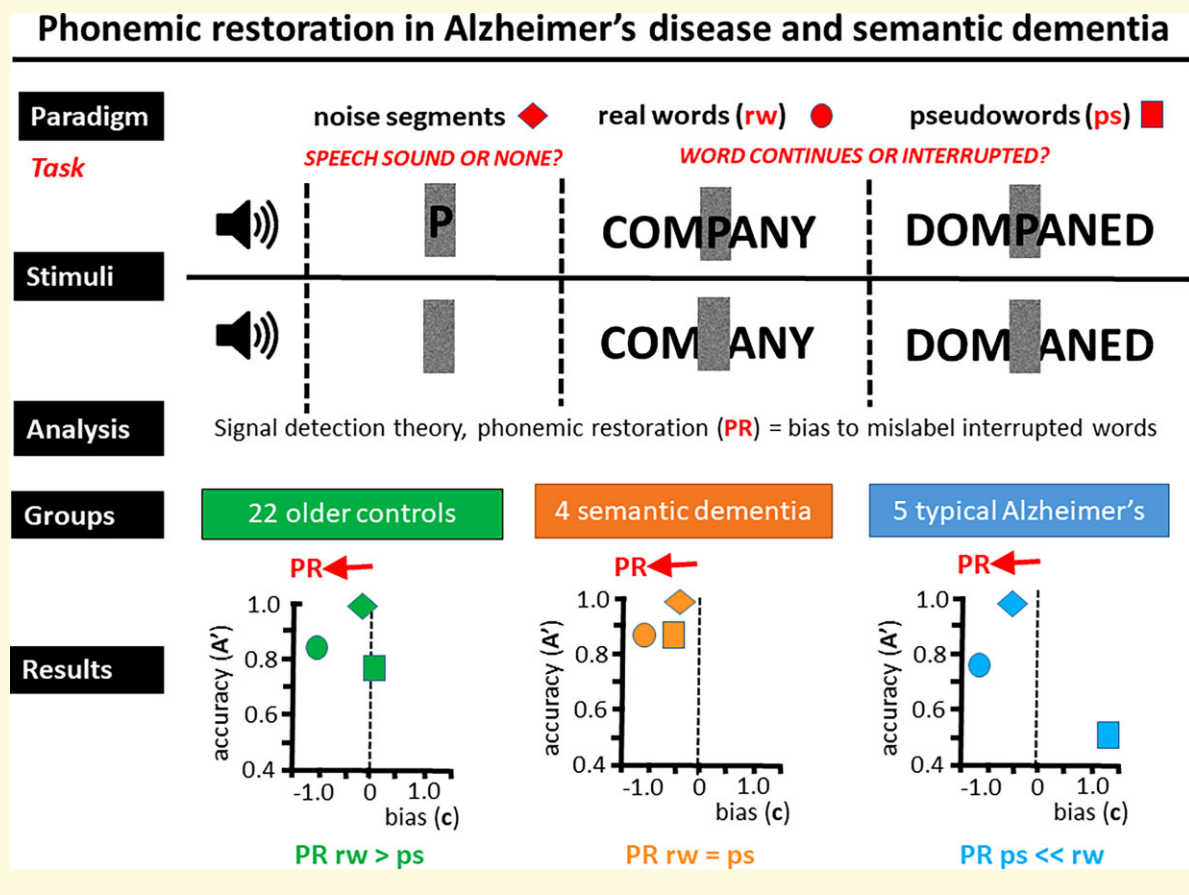 Phonemic restoration in Alzheimer's disease and semantic dementia
Paradigm
noise segments
real words (rw)
pseudowords (ps)
Task
SPEECH SOUND OR NONE?
WORD CONTINUES OR INTERRUPTED?
P
COMPANY
DOMPANED
Stimuli
COM ANY
DOM ANED
Analysis
Signal detection theory, phonemic restoration (PR) = bias to mislabel interrupted words
Groups
22 older controls
4 semantic dementia
5 typical Alzheimer's
Results
PR
accuracy (A')
1.0
0.8
0.6
0.4
-1.0 0 1.0
bias (c)
PR rw > ps
PR
accuracy (A')
1.0
0.8
0.6
0.4
-1.0 0 1.0
bias (c)
PR rw = ps
PR
accuracy (A')
1.0
0.8
0.6
0.4
-1.0 0 1.0
bias (c)
PR ps << rw